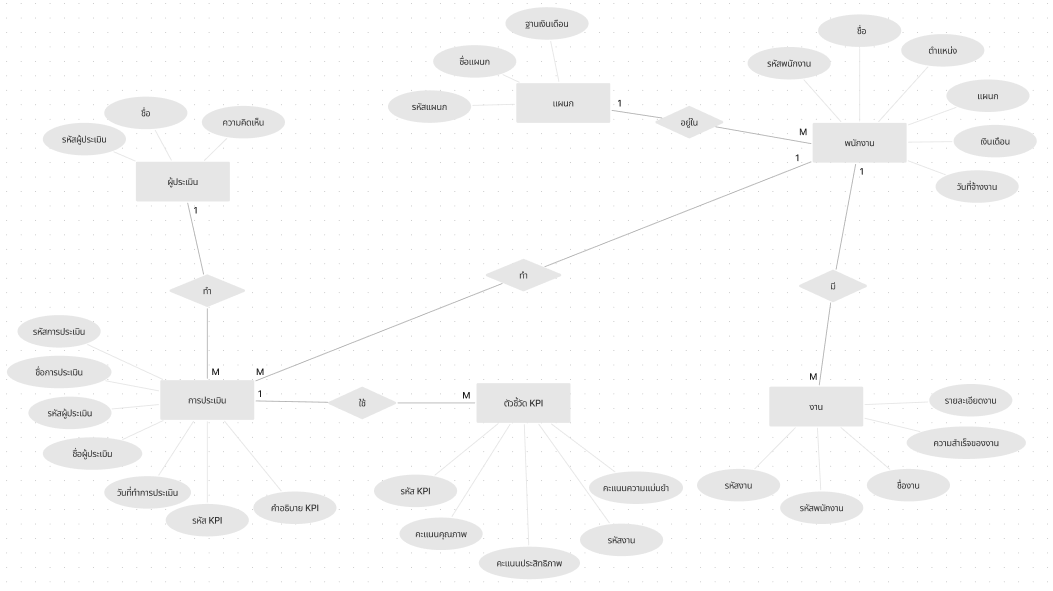 ฐานเงินเดือน
ชื่อแผนก
รหัสแผนก
แผนก
1
อยู่ใน
M
ชื่อ
ตำแหน่ง
รหัสพนักงาน
แผนก
พนักงาน
เงินเดือน
วันที่จ้างงาน
1
1
ชื่อ
ความคิดเห็น
รหัสผู้ประเมิน
ผู้ประเมิน
1
ทำ
M
ทำ
M
มี
M
รหัสการประเมิน
ชื่อการประเมิน
รหัสผู้ประเมิน
ชื่อผู้ประเมิน
วันที่ทำการประเมิน
รหัส KPI
คำอธิบาย KPI
การประเมิน
1
ใช้
M
ตัวชี้วัด KPI
รหัส KPI
คะแนนคุณภาพ
คะแนนประสิทธิภาพ
รหัสงาน
คะแนนความแม่นยำ
งาน
รายละเอียดงาน
ความสำเร็จของงาน
ชื่องาน
รหัสพนักงาน
รหัสงาน